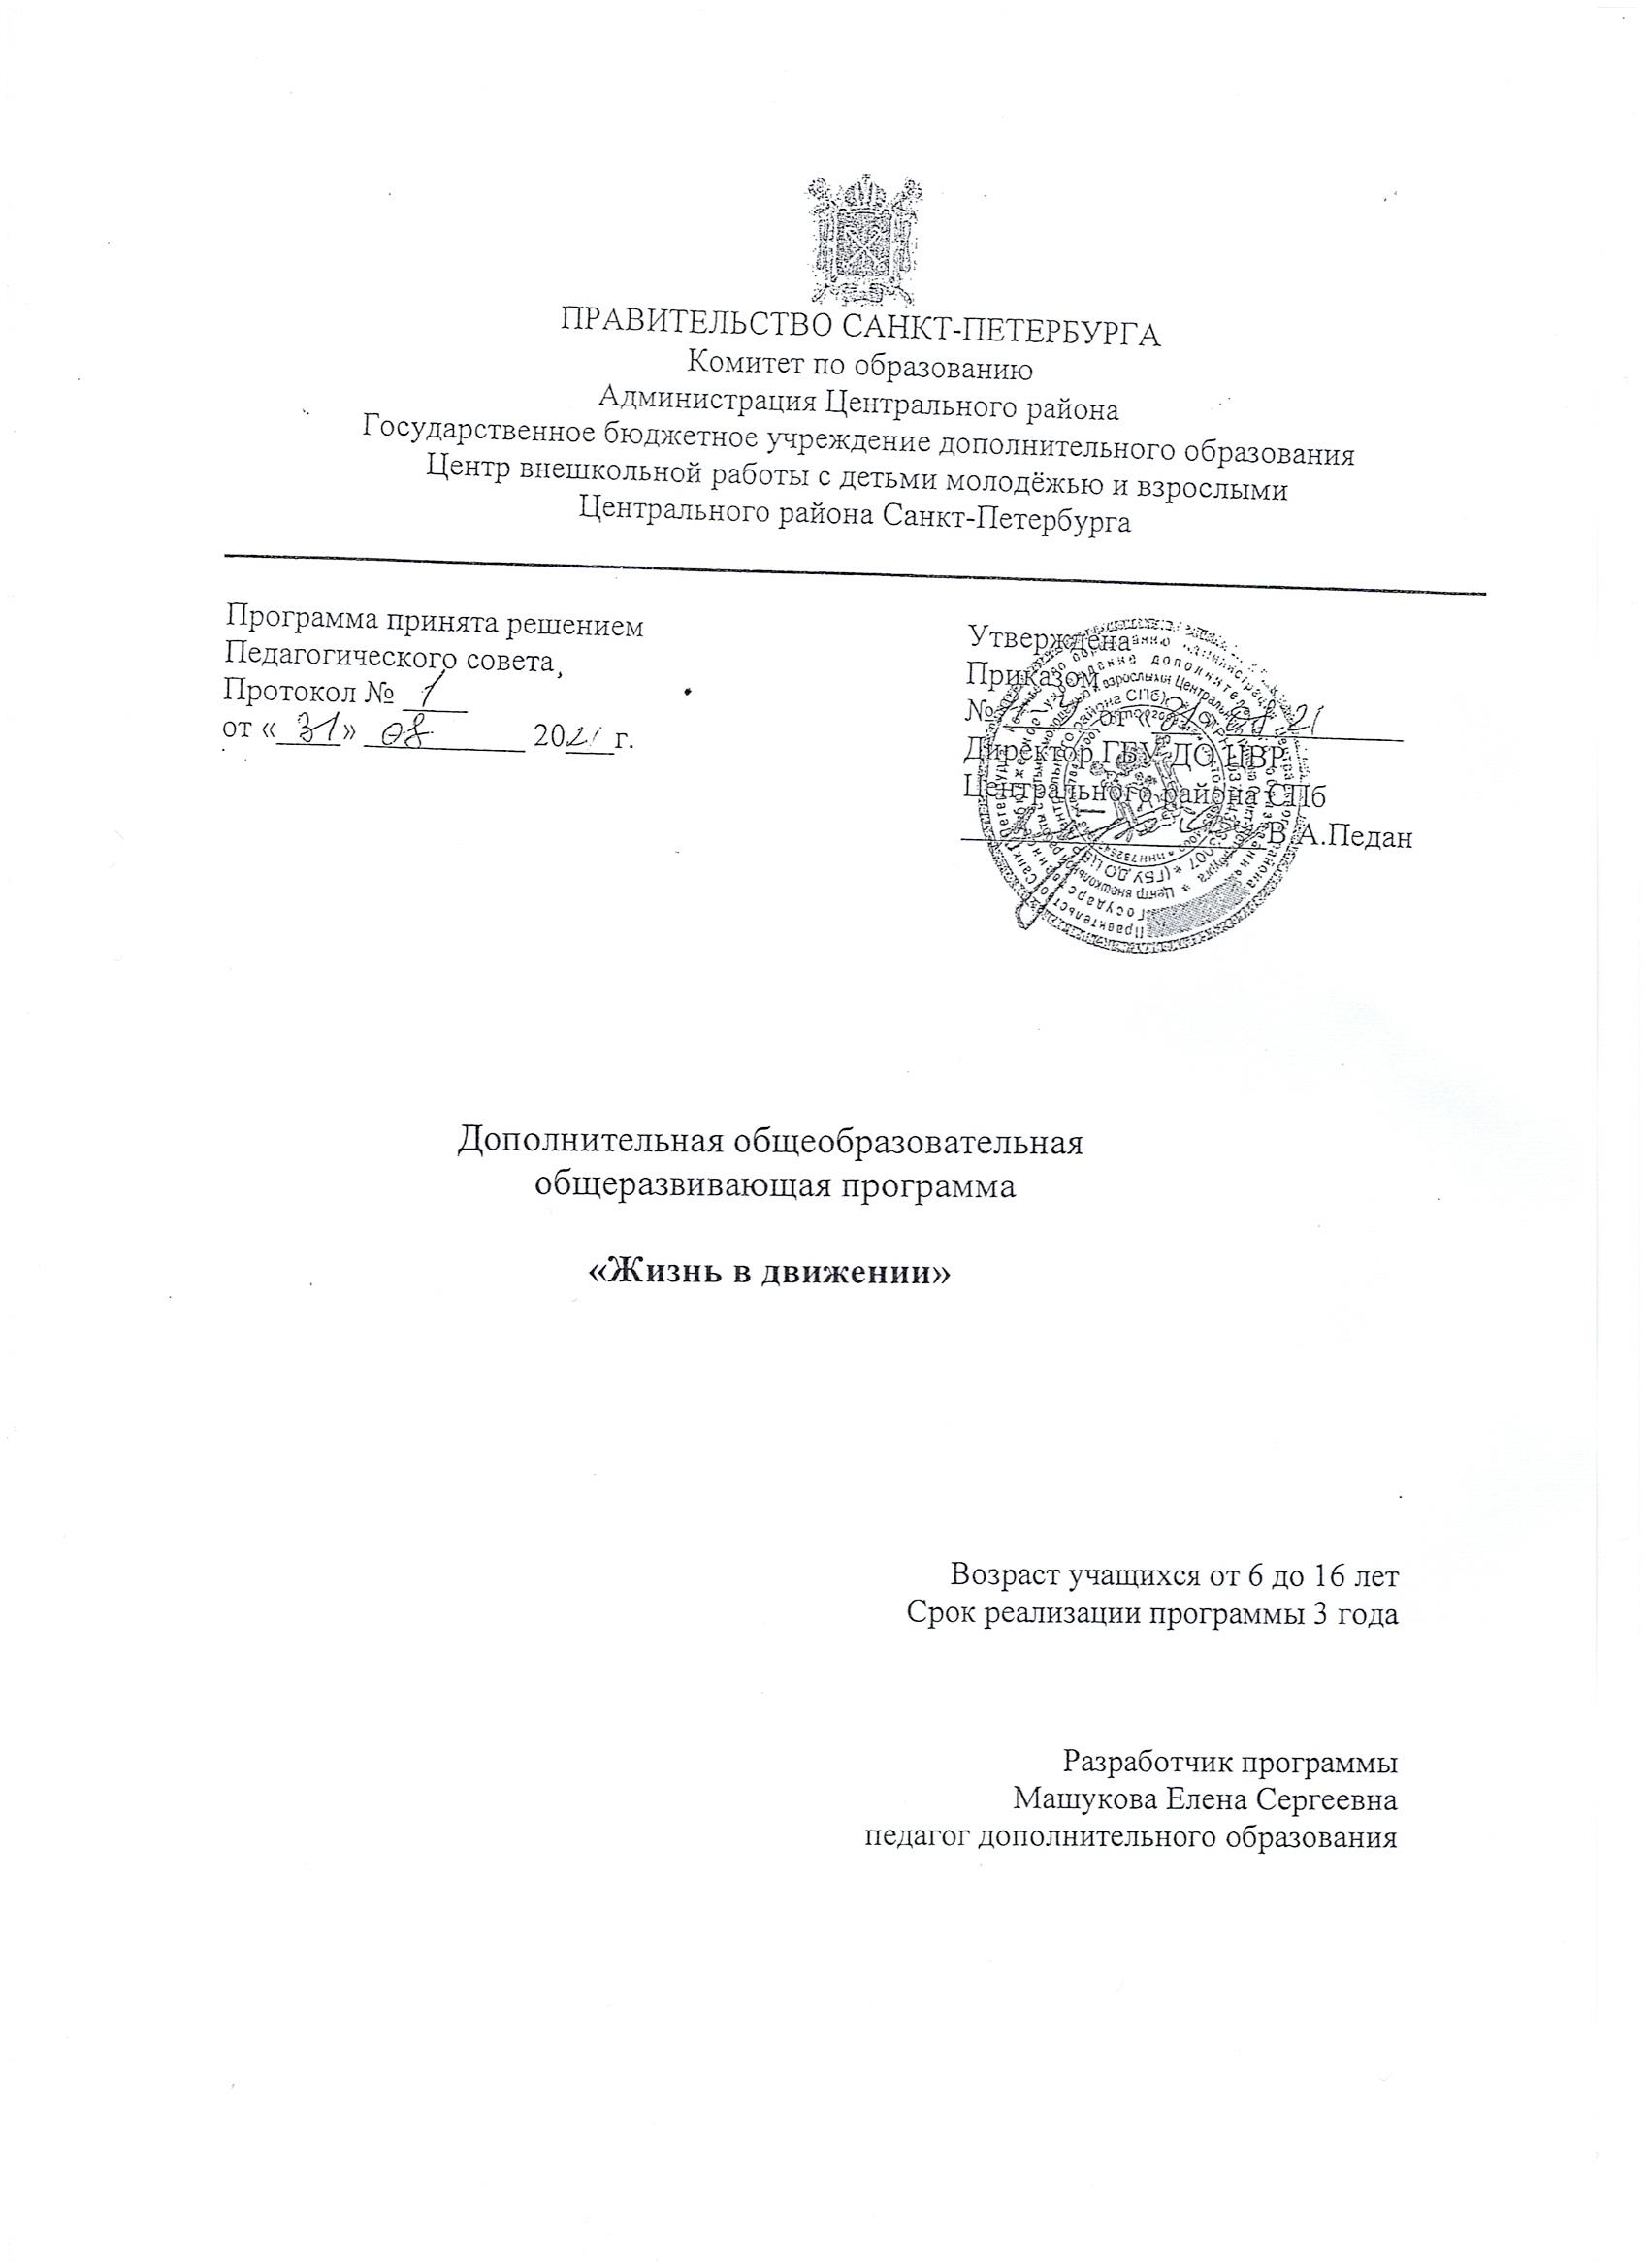 ПРАВИТЕЛЬСТВО САНКТ-ПЕТЕРБУРГА
Комитет по образованию
Администрация Центрального района
Государственное бюджетное учреждение дополнительного образования
Центр внешкольной работы с детьми молодёжью и взрослыми
Центрального района Санкт-Петербурга
Программа принята решением
Педагогического совета,
Протокол № 1
от «31» 08 2021 г.
Утверждена
Приказом
№ от «
Директор ГБУ ДО ЦВР
Центрального района СПб
В.А.Педан
Дополнительная общеобразовательная
общеразвивающая программа
«Жизнь в движении»
Возраст учащихся от 6 до 16 лет
Срок реализации программы 3 года
Разработчик программы
Машукова Елена Сергеевна
педагог дополнительного образования